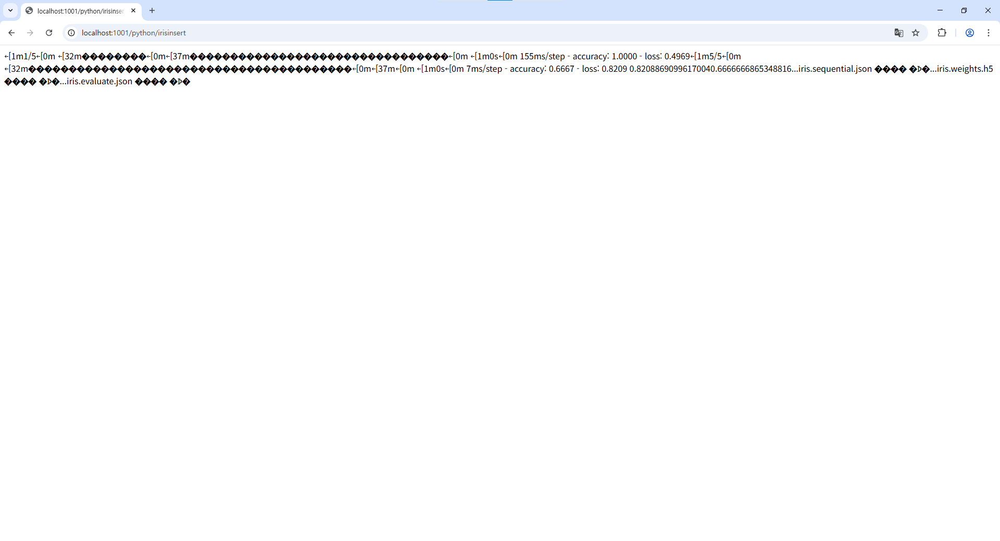 localhost:1001/python/irisinser
localhost:1001/python/irisinsert
←[1m1/5←[0m ←[32m��������←[0m←[37m��������������������������������←[0m ←[1m0s←[0m 155ms/step - accuracy: 1.0000 - loss: 0.4969←[1m5/5←[0m
←[32m����������������������������������������←[0m←[37m←[0m ←[1m0s←[0m 7ms/step - accuracy: 0.6667 - loss: 0.8209 0.82088690996170040.6666666865348816...iris.sequential.json ���� �Þ�...iris.weights.h5
���� �Þ�...iris.evaluate.json ���� �Þ�